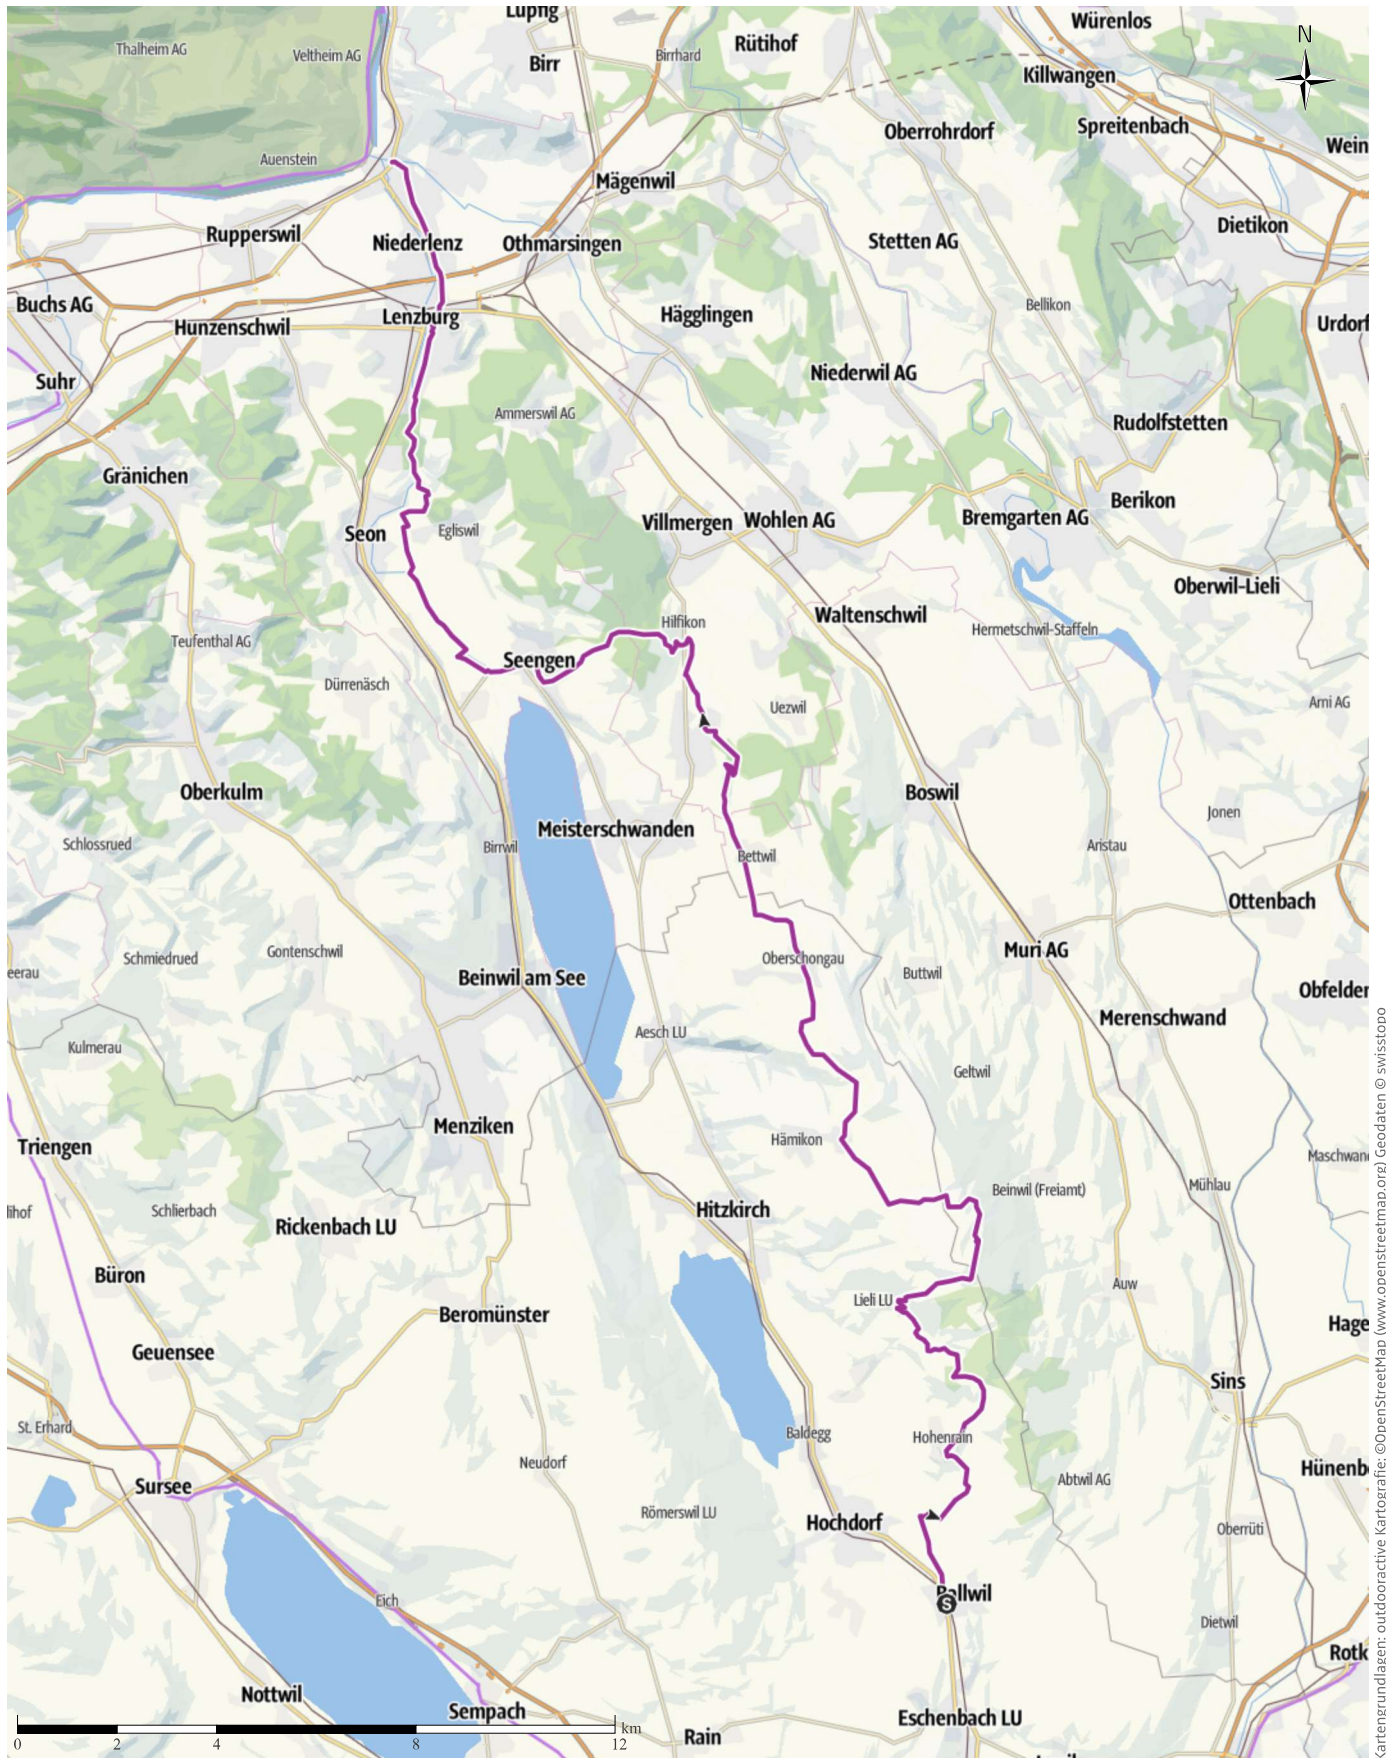 Lupfig
Würenlos
N
Thalheim AG
Veltheim AG
Birr
Birrhard
Rütihof
Killwangen
Oberrohrdorf
Spreitenbach
Wein
Auenstein
Mägenwil
Rupperswil
Niederlenz
Othmarsingen
Stetten AG
Dietikon
Buchs AG
Hunzenschwil
Lenzburg
Hägglingen
Bellikon
Urdorf
Suhr
Niederwil AG
Ammerswil AG
Rudolfstetten
Gränichen
Berikon
Seon
Egliswil
Villmergen
Wohlen AG
Bremgarten AG
Oberwil-Lieli
Waltenschwil
Hilfikon
Hermetschwil-Staffeln
Teufenthal AG
Seengen
Dürrenäsch
Uezwil
Arni AG
Oberkulm
Boswil
Jonen
Meisterschwanden
Schlossrued
Birrwil
Bettwil
Aristau
Ottenbach
Schmiedrued
Gontenschwil
Oberschongau
Muri AG
Buttwil
eerau
Beinwil am See
Obfelden
Merenschwand
Aesch LU
Kulmerau
Geltwil
Menziken
Hämikon
Triengen
Maschwan
Mühlau
Beinwil (Freiamt)
lihof
Schlierbach
Rickenbach LU
Hitzkirch
Büron
Auw
Lieli LU
Beromünster
Hage
Geuensee
Sins
St. Erhard
Baldegg
Hohenrain
Neudorf
Abtwil AG
Hünenb
Sursee
Römerswil LU
Hochdorf
Oberrüti
Eich
Ballwil
S
Dietwil
Rotk
Nottwil
Sempach
Eschenbach LU
Rain
km
0 2 4 8 12
Kartengrundlagen: outdooractive Kartografie; ©OpenStreetMap (www.openstreetmap.org) Geodaten © swisstopo